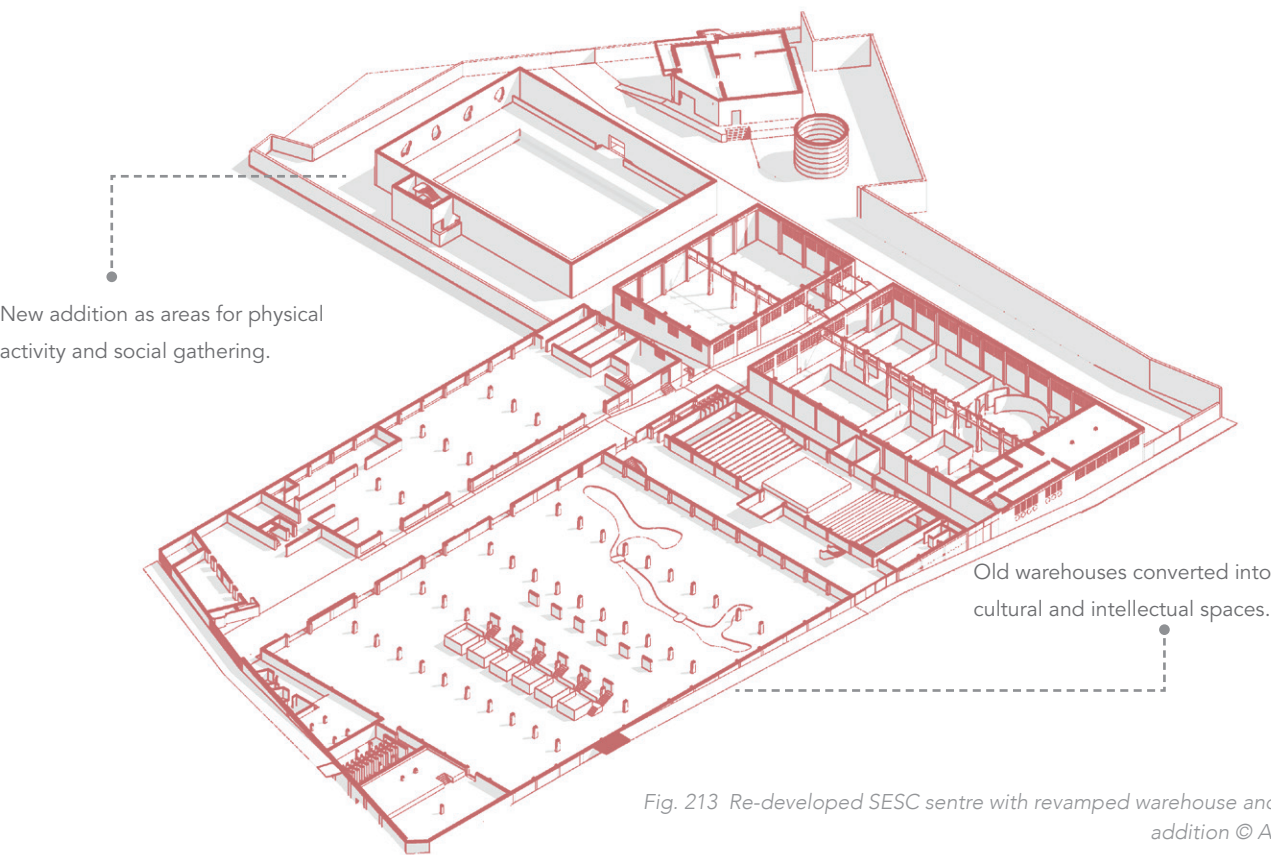 New addition as areas for physical
activity and social gathering.
Old warehouses converted into
cultural and intellectual spaces.
Fig. 213 Re-developed SESC sentre with revamped warehouse and
addition © A